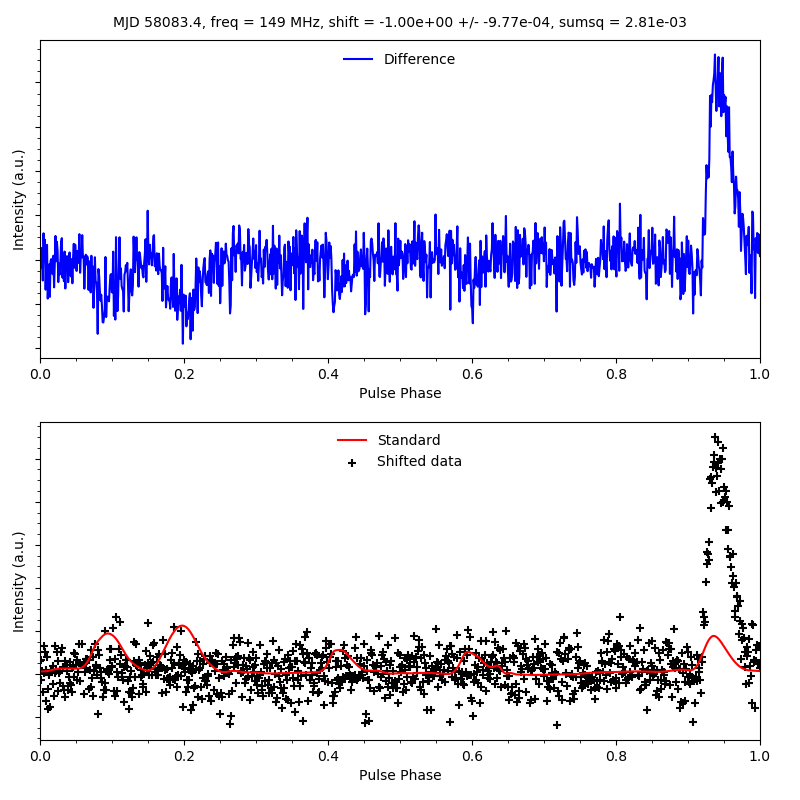 MJD 58083.4, freq = 149 MHz, shift = -1.00e+00 +/- -9.77e-04, sumsq = 2.81e-03
Difference
Intensity (a.u.)
0.0 0.2 0.4 0.6 0.8 1.0
Pulse Phase
Standard
Shifted data
Intensity (a.u.)
0.0 0.2 0.4 0.6 0.8 1.0
Pulse Phase